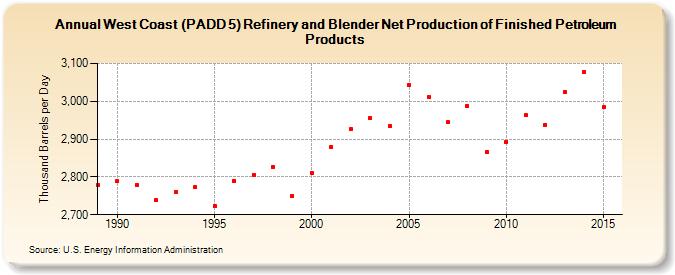 Annual West Coast (PADD 5) Refinery and Blender Net Production of Finished Petroleum
Products
Thousand Barrels per Day
3,100
3,000
2,900
2,800
2,700
1990
1995
2000
2005
2010
2015
Source: U.S. Energy Information Administration